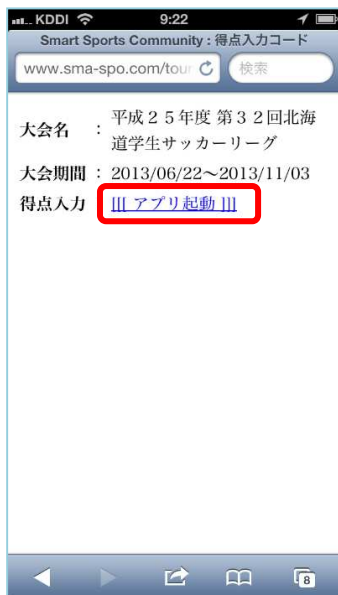 KDDI 9:22
Smart Sports Community : 得点入力コード
www.sma-spo.com/tour 検索
大会名 : 平成２５年度 第３２回北海
道学生サッカーリーグ
大会期間 : 2013/06/22～2013/11/03
得点入力 [[[ アプリ起動 ]]]
8